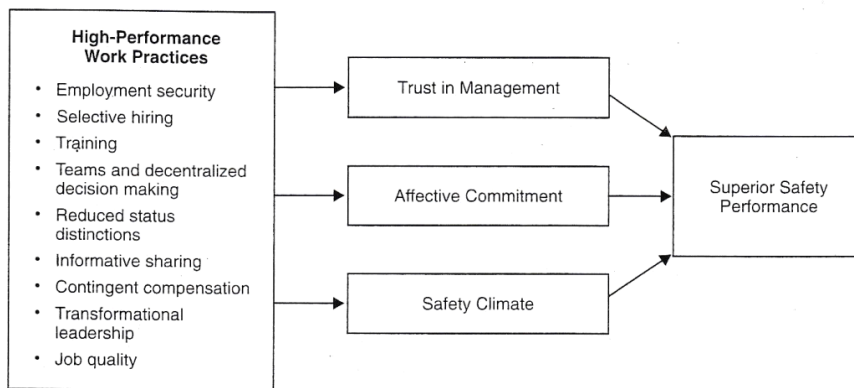 High-Performance
Work Practices
• Employment security
• Selective hiring
• Training
• Teams and decentralized
decision making
• Reduced status
distinctions
• Informative sharing
• Contingent compensation
• Transformational
leadership
• Job quality
Trust in Management
Affective Commitment
Safety Climate
Superior Safety
Performance